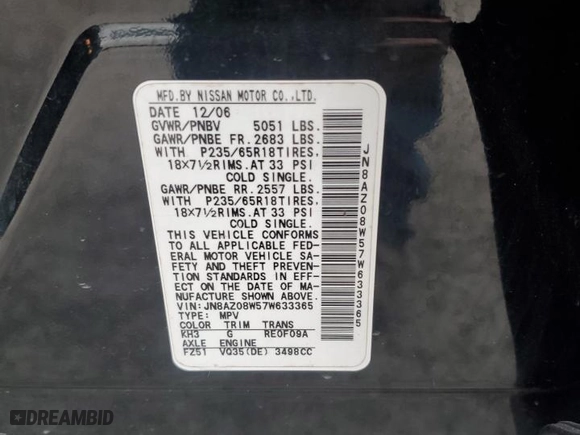 MFD.BY NISSAN MOTOR CO.,LTD.
DATE 12/06
GVWR/PNBV 5051 LBS.
GAWR/PNBE FR. 2683 LBS.
WITH P235/65R18TIRES.
18X7½RIMS.AT 33 PSI
COLD SINGLE.
GAWR/PNBE RR. 2557 LBS.
WITH P235/65R18TIRES.
18X7½RIMS.AT 33 PSI
COLD SINGLE.
THIS VEHICLE CONFORMS
TO ALL APPLICABLE FED-
ERAL MOTOR VEHICLE SA-
FETY AND THEFT PREVEN-
TION STANDARDS IN EFF-
ECT ON THE DATE OF MA-
NUFACTURE SHOWN ABOVE.
VIN:JN8AZ08W57W633365
TYPE: MPV
COLOR TRIM TRANS
KH3 G RE0F09A
AXLE ENGINE
FZ51 VQ35(DE) 3498CC
JN8AZ08W57W633365
DREAMBID